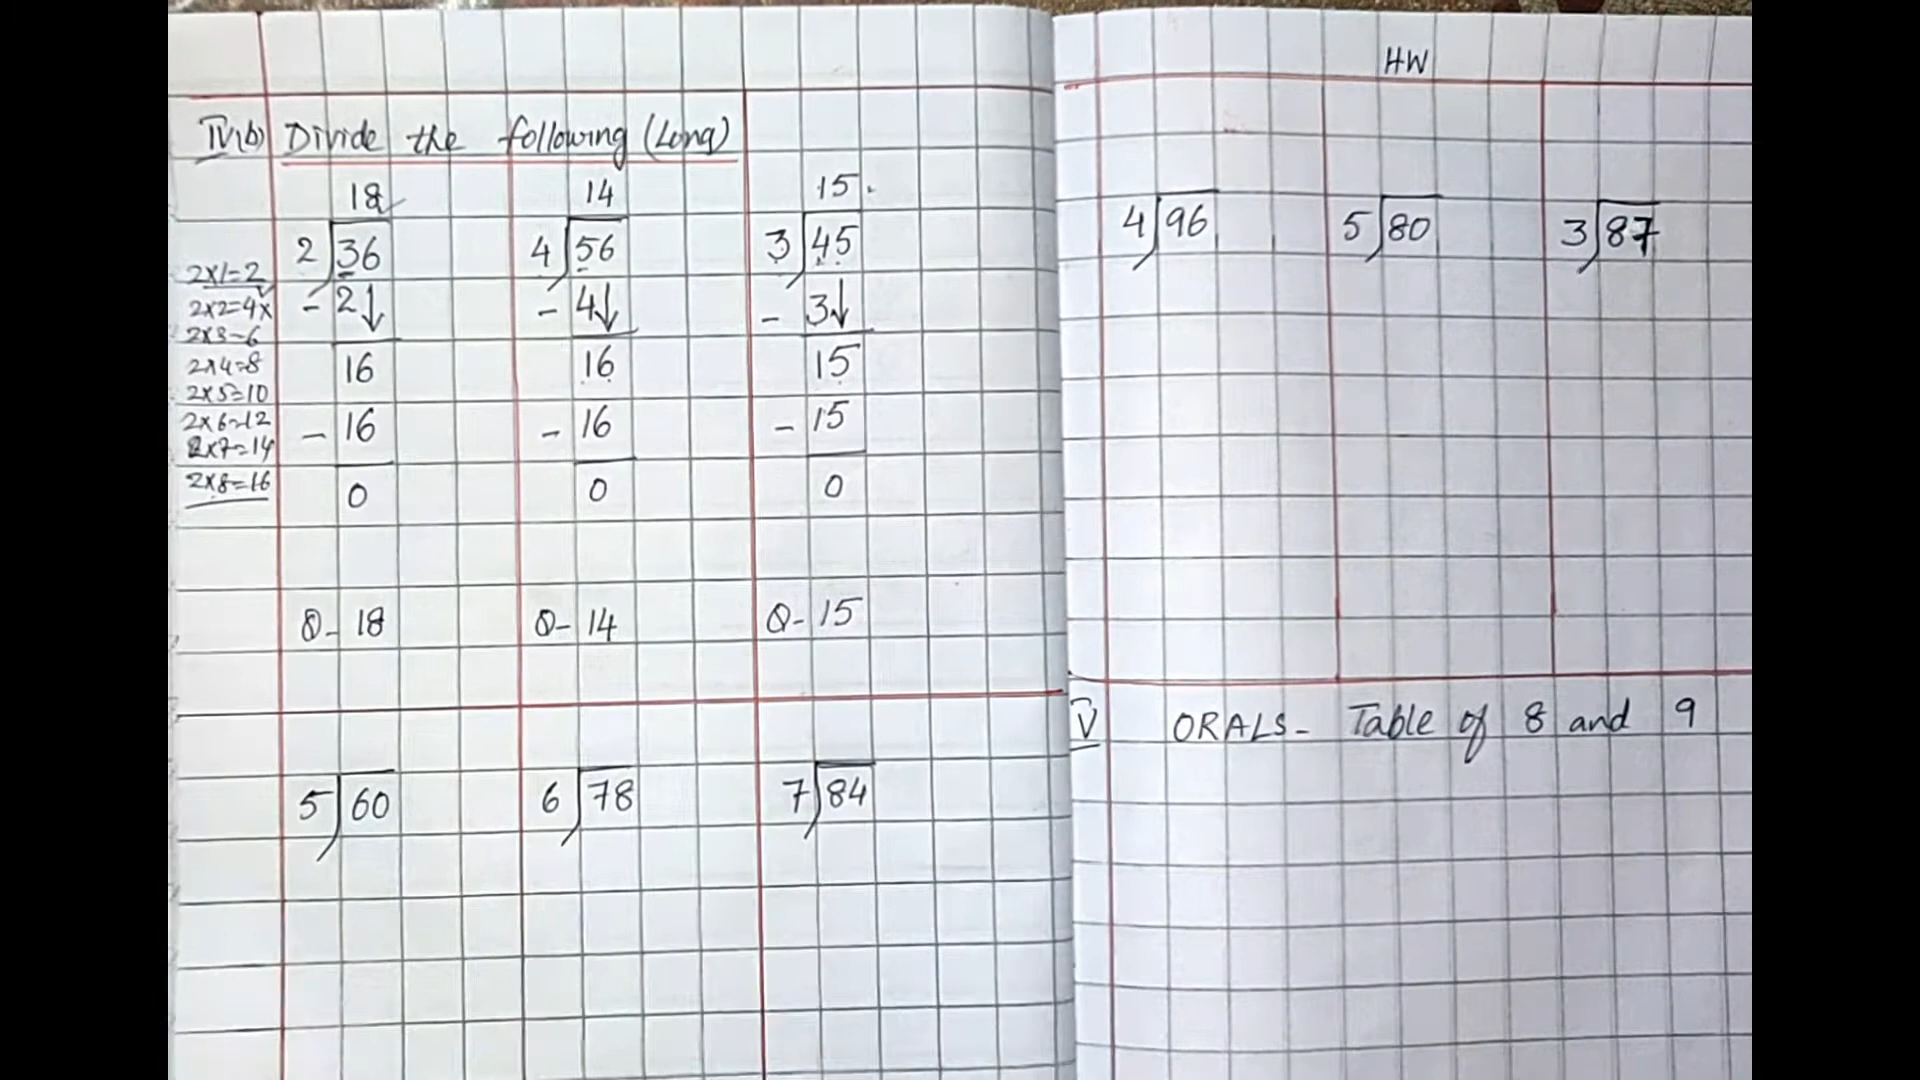 IV(b) Divide the following (Long)
18 14 15
2 36 4 56 3 45
2x1=2
- 2↓ - 4↓ - 3↓
2x2=4x
2x3=6
2x4=8
16 16 15
2x5=10
2x6=12
- 16 - 16 - 15
2x7=14
2x8=16
0 0 0
Q- 18 Q- 14 Q- 15
5 60 6 78 7 84
HW
4 96 5 80 3 87
V ORALS- Table of 8 and 9